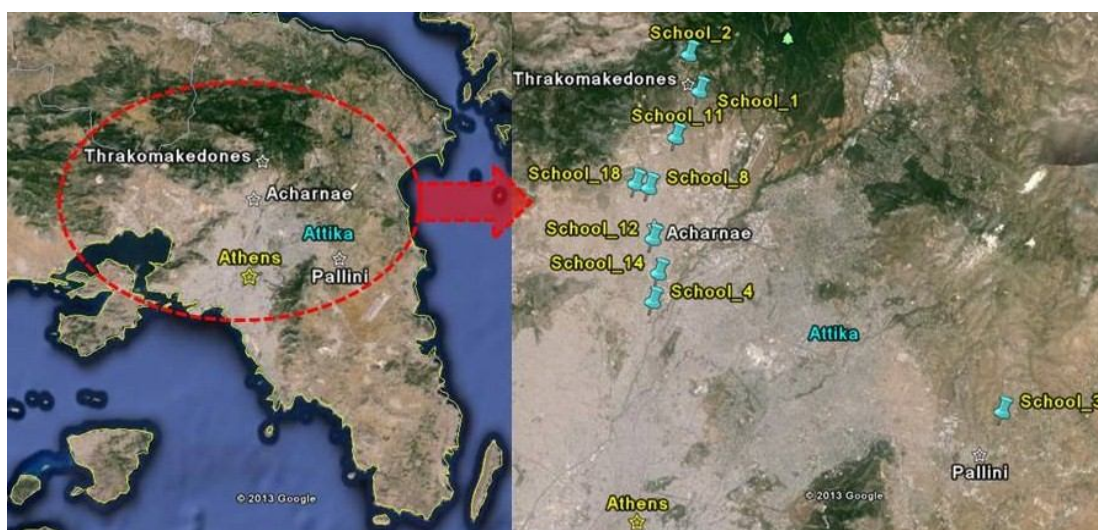 Thrakomakedones
Acharnae
Attika
Athens
Pallini
© 2013 Google
School_2
Thrakomakedones
School_1
School_11
School_18
School_8
School_12
Acharnae
School_14
School_4
Attika
School_3
Pallini
© 2013 Google
Athens